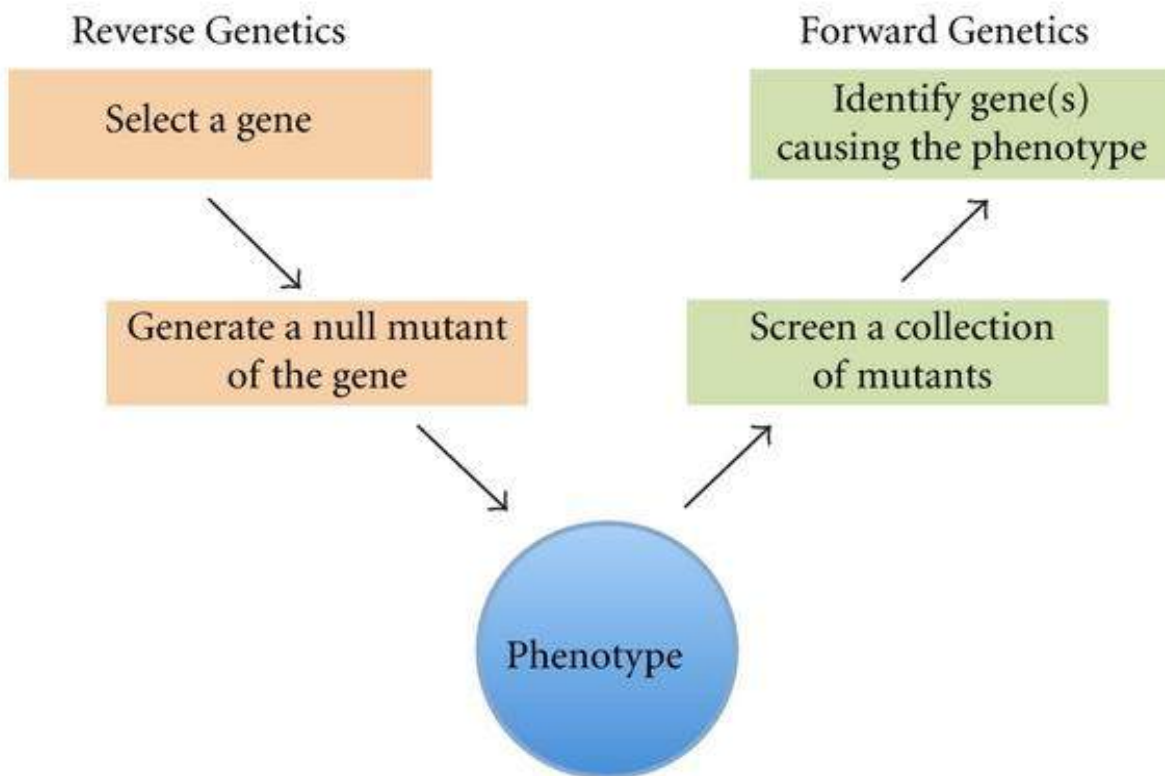 Reverse Genetics
Select a gene
Generate a null mutant
of the gene
Phenotype
Forward Genetics
Identify gene(s)
causing the phenotype
Screen a collection
of mutants